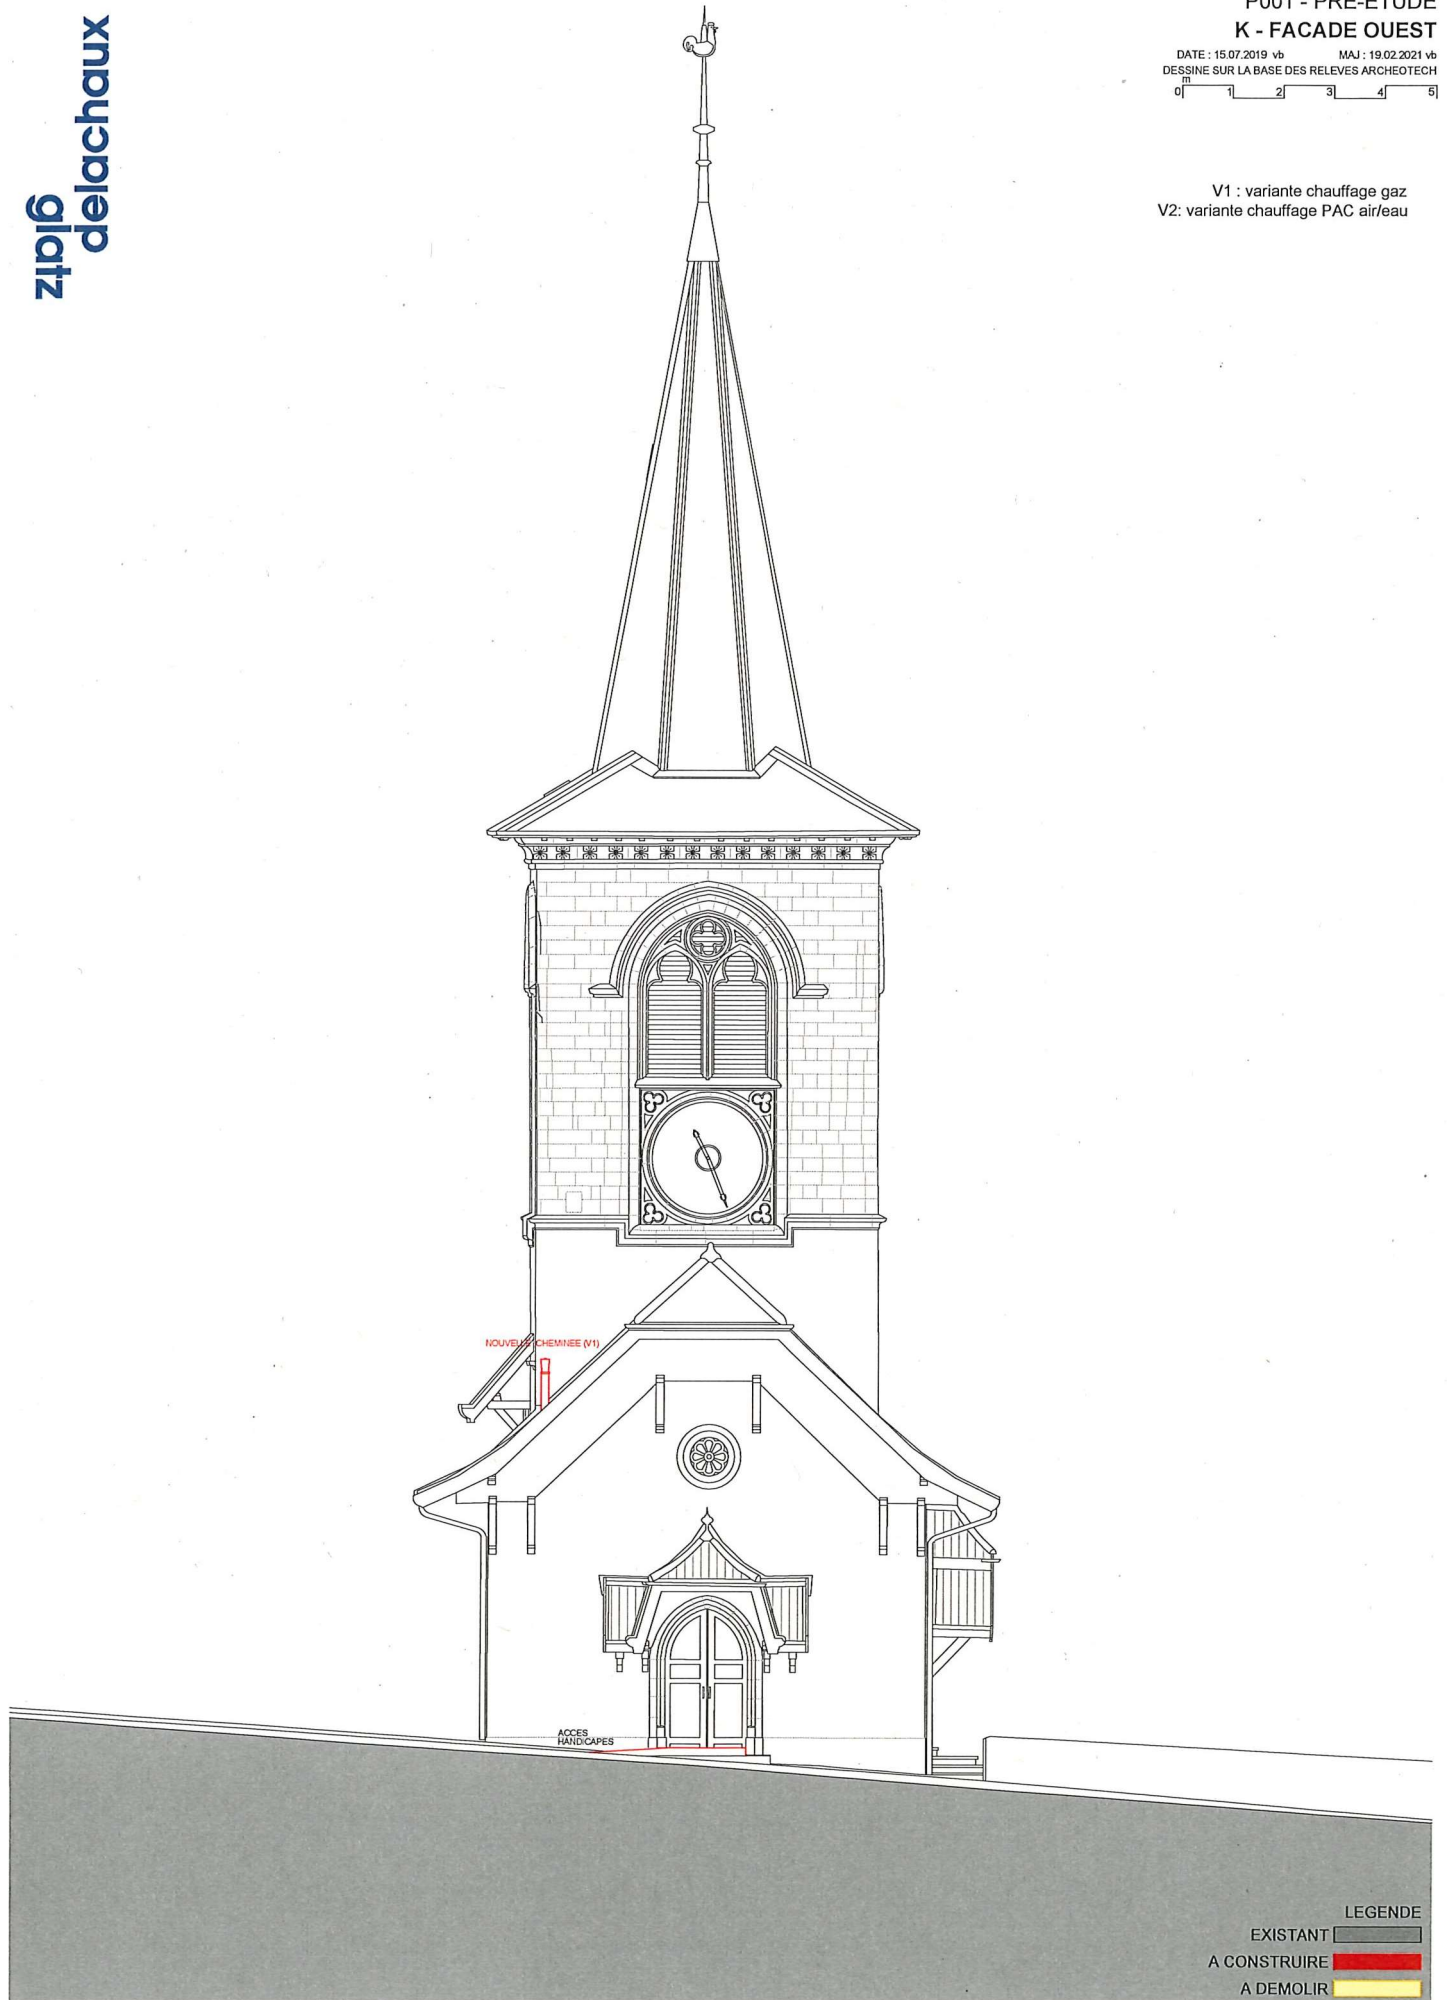 glatz
delachaux
P001 - PRE-ETUDE
K - FACADE OUEST
DATE : 15.07.2019 vb MAJ : 19.02.2021 vb
DESSINE SUR LA BASE DES RELEVES ARCHEOTECH
m
0 1 2 3 4 5
V1 : variante chauffage gaz
V2: variante chauffage PAC air/eau
NOUVELLE CHEMINEE (V1)
ACCES
HANDICAPES
LEGENDE
EXISTANT
A CONSTRUIRE
A DEMOLIR